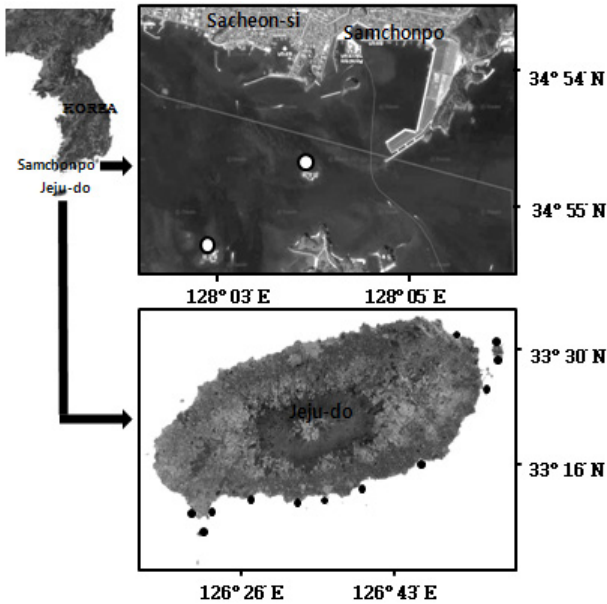 Sacheon-si
Samchonpo
KOREA
Samchonpo
Jeju-do
34° 54' N
34° 55' N
128° 03' E
128° 05' E
Jeju-do
33° 30' N
33° 16' N
126° 26' E
126° 43' E